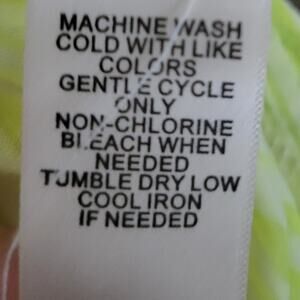 MACHINE WASH
COLD WITH LIKE
COLORS
GENTLE CYCLE
ONLY
NON-CHLORINE
BLEACH WHEN
NEEDED
TUMBLE DRY LOW
COOL IRON
IF NEEDED